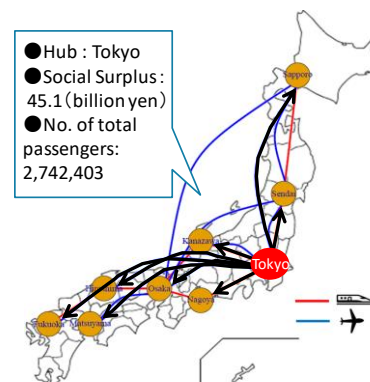 ●Hub : Tokyo
●Social Surplus :
45.1(billion yen)
●No. of total
passengers:
2,742,403
Sapporo
Sendai
Kanazawa
Tokyo
Hiroshima
Osaka
Nagoya
Fukuoka
Matsuyama